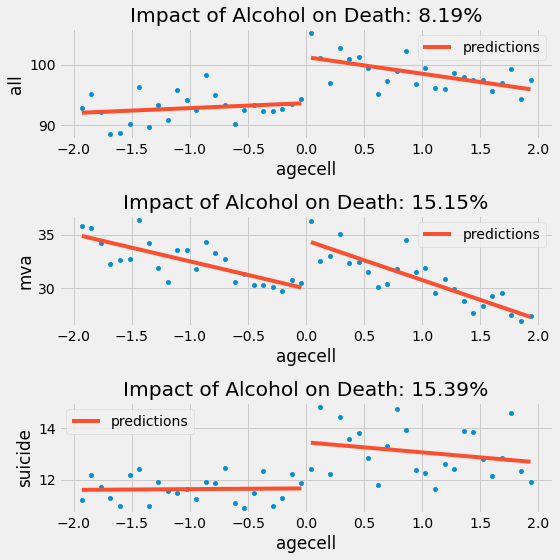 Impact of Alcohol on Death: 8.19%
predictions
100
90
all
−2.0 −1.5 −1.0 −0.5 0.0 0.5 1.0 1.5 2.0
agecell
Impact of Alcohol on Death: 15.15%
predictions
35
30
mva
−2.0 −1.5 −1.0 −0.5 0.0 0.5 1.0 1.5 2.0
agecell
Impact of Alcohol on Death: 15.39%
predictions
14
12
suicide
−2.0 −1.5 −1.0 −0.5 0.0 0.5 1.0 1.5 2.0
agecell